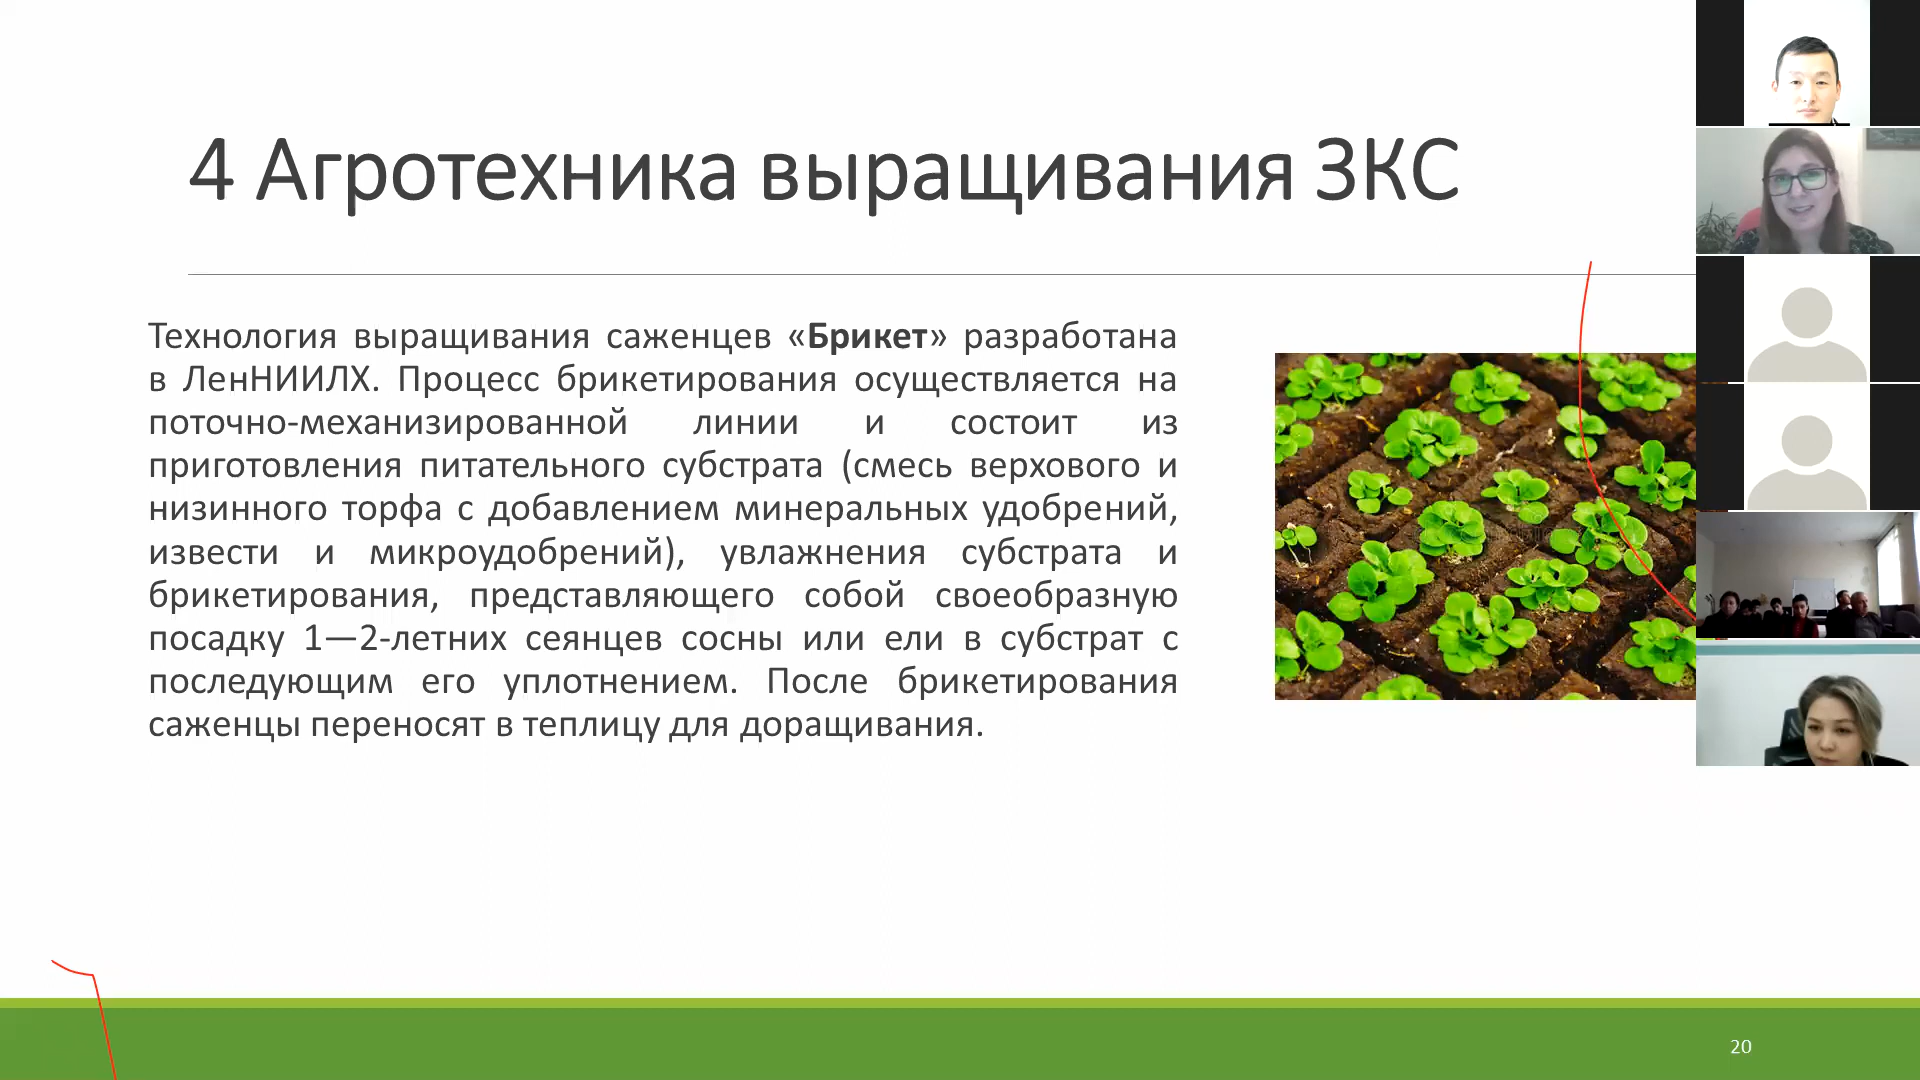 4 Агротехника выращивания ЗКС
Технология выращивания саженцев «Брикет» разработана
в ЛенНИИЛХ. Процесс брикетирования осуществляется на
поточно-механизированной линии и состоит из
приготовления питательного субстрата (смесь верхового и
низинного торфа с добавлением минеральных удобрений,
извести и микроудобрений), увлажнения субстрата и
брикетирования, представляющего собой своеобразную
посадку 1—2-летних сеянцев сосны или ели в субстрат с
последующим его уплотнением. После брикетирования
саженцы переносят в теплицу для доращивания.
20